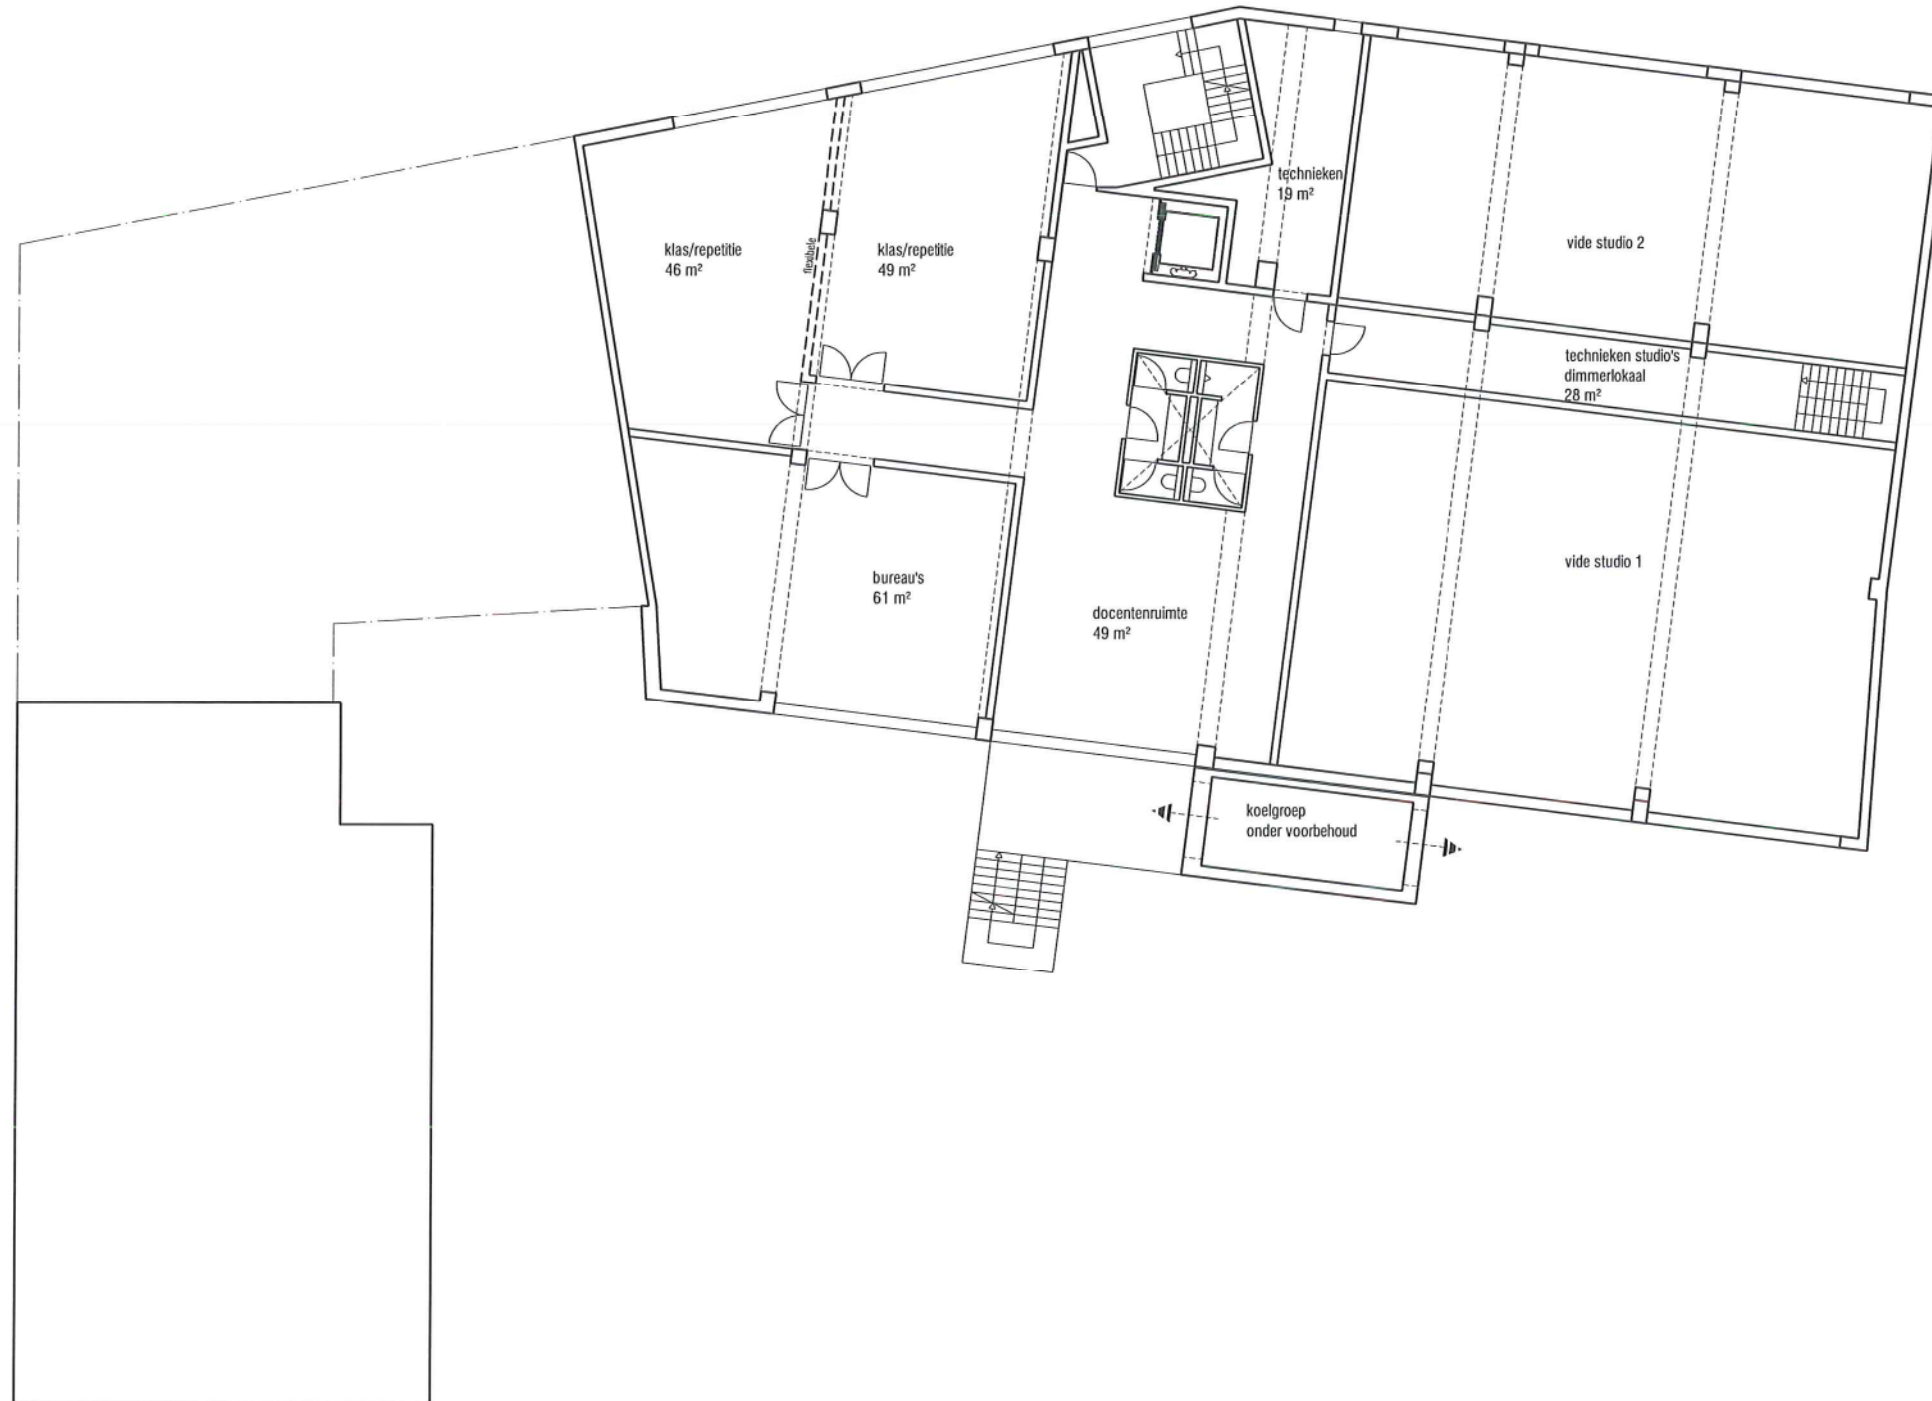 technieken
19 m²
klas/repetitie
46 m²
flexibele
klas/repetitie
49 m²
vide studio 2
technieken studio's
dimmerlokaal
28 m²
vide studio 1
bureau's
61 m²
docentenruimte
49 m²
koelgroep
onder voorbehoud